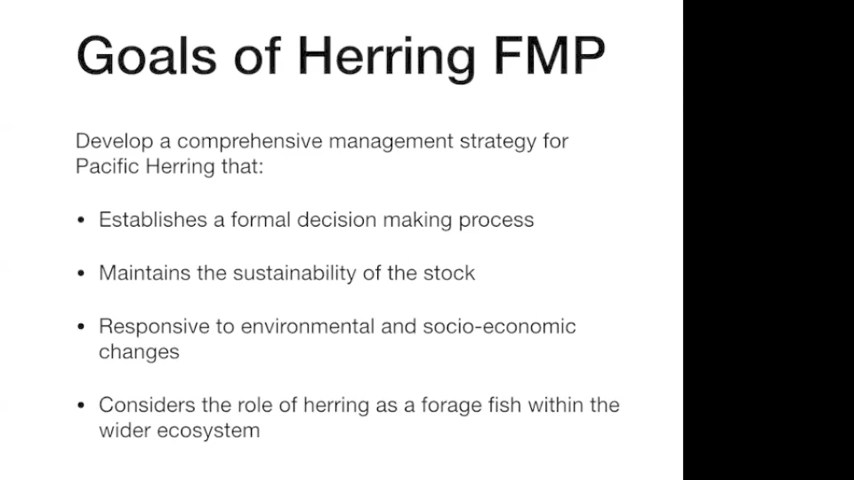 Goals of Herring FMP
Develop a comprehensive management strategy for
Pacific Herring that:
• Establishes a formal decision making process
• Maintains the sustainability of the stock
• Responsive to environmental and socio-economic
changes
• Considers the role of herring as a forage fish within the
wider ecosystem